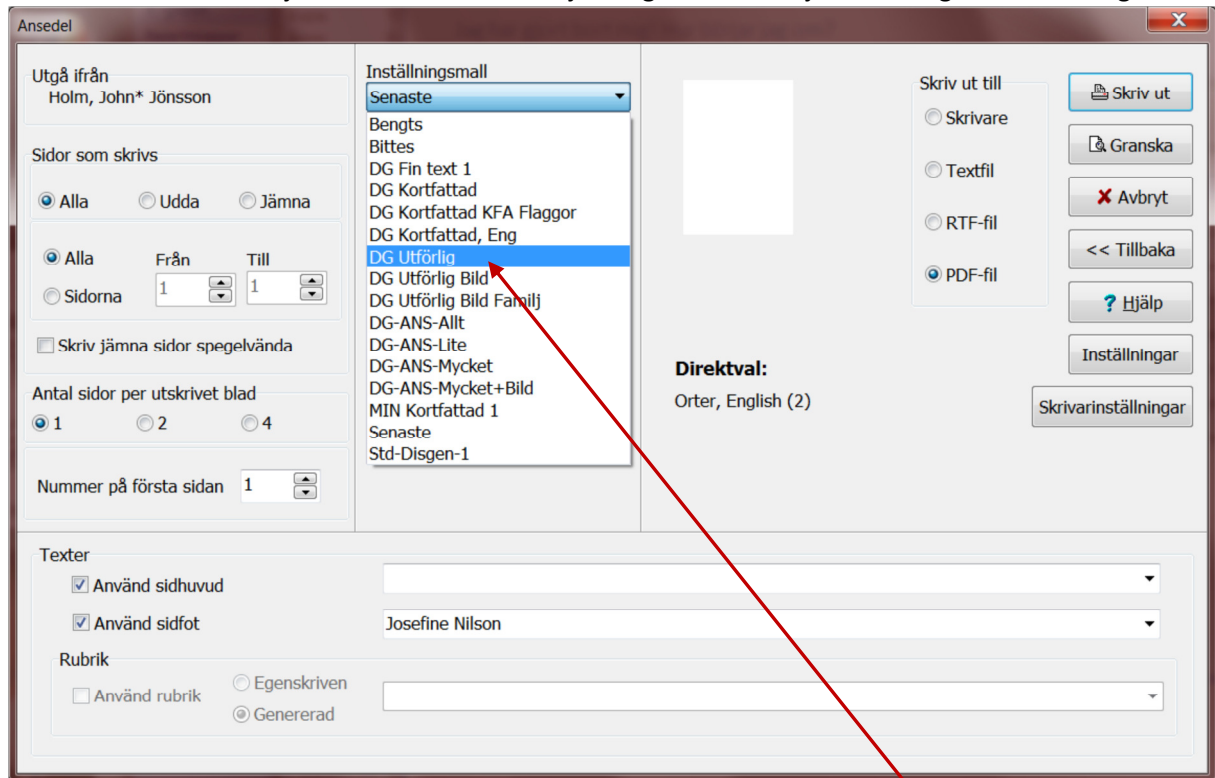 Ansedel
Utgå ifrån
Holm, John* Jönsson
Sidor som skrivs
Alla Udda Jämna
Alla Från Till
Sidorna 1 1
Skriv jämna sidor spegelvända
Antal sidor per utskrivet blad
1 2 4
Nummer på första sidan 1
Inställningsmall
Senaste
Bengts
Bittes
DG Fin text 1
DG Kortfattad
DG Kortfattad KFA Flaggor
DG Kortfattad, Eng
DG Utförlig
DG Utförlig Bild
DG Utförlig Bild Familj
DG-ANS-Allt
DG-ANS-Lite
DG-ANS-Mycket
DG-ANS-Mycket+Bild
MIN Kortfattad 1
Senaste
Std-Disgen-1
Direktval:
Orter, English (2)
Skriv ut till
Skrivare
Textfil
RTF-fil
PDF-fil
Skriv ut
Granska
Avbryt
<< Tillbaka
? Hjälp
Inställningar
Skrivarinställningar
Texter
Använd sidhuvud
Använd sidfot Josefine Nilson
Rubrik
Använd rubrik
Egenskriven
Genererad